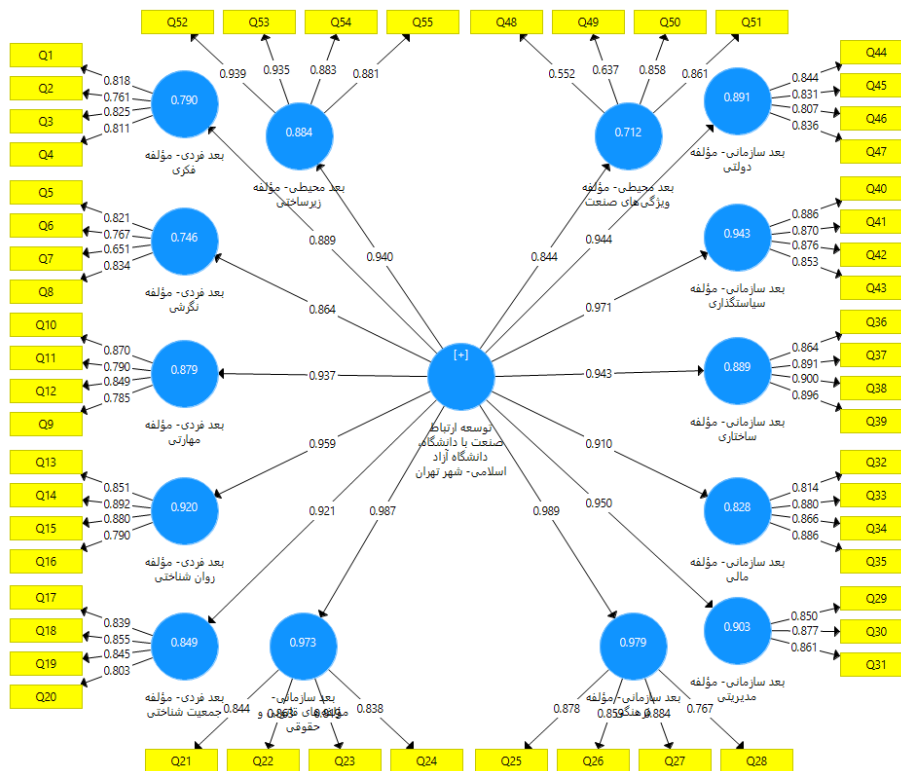 Q52 Q53 Q54 Q55 Q48 Q49 Q50 Q51
0.939 0.935 0.883 0.881 0.552 0.637 0.858 0.861
Q1
Q2
Q3
Q4
0.818
0.761
0.825
0.811
0.790
بعد فردی- مؤلفه
فکری
0.884
بعد محیطی- مؤلفه
زیرساختی
0.712
بعد محیطی- مؤلفه
ویژگی‌های صنعت
0.891
بعد سازمانی- مؤلفه
دولتی
0.844
0.831
0.807
0.836
Q44
Q45
Q46
Q47
Q5
Q6
Q7
Q8
0.821
0.767
0.651
0.834
0.746
بعد فردی- مؤلفه
نگرشی
0.889
0.940
0.844
0.944
0.943
بعد سازمانی- مؤلفه
سیاستگذاری
0.886
0.870
0.876
0.853
Q40
Q41
Q42
Q43
0.864
0.971
Q10
Q11
Q12
Q9
0.870
0.790
0.849
0.785
0.879
بعد فردی- مؤلفه
مهارتی
0.937
[+]
توسعه ارتباط
صنعت با دانشگاه،
دانشگاه آزاد
اسلامی- شهر تهران
0.943
0.889
بعد سازمانی- مؤلفه
ساختاری
0.864
0.891
0.900
0.896
Q36
Q37
Q38
Q39
0.959
0.910
Q13
Q14
Q15
Q16
0.851
0.892
0.880
0.790
0.920
بعد فردی- مؤلفه
روان شناختی
0.921
0.987
0.989
0.950
0.828
بعد سازمانی- مؤلفه
مالی
0.814
0.880
0.866
0.886
Q32
Q33
Q34
Q35
Q17
Q18
Q19
Q20
0.839
0.855
0.845
0.803
0.849
بعد فردی- مؤلفه
جمعیت شناختی
0.973
بعد سازمانی-
مؤلفه‌های قانونی و
حقوقی
0.979
بعد سازمانی- مؤلفه
فرهنگی
0.903
بعد سازمانی- مؤلفه
مدیریتی
0.850
0.877
0.861
Q29
Q30
Q31
0.844 0.838 0.878 0.859 0.884 0.767
Q21 Q22 Q23 Q24 Q25 Q26 Q27 Q28